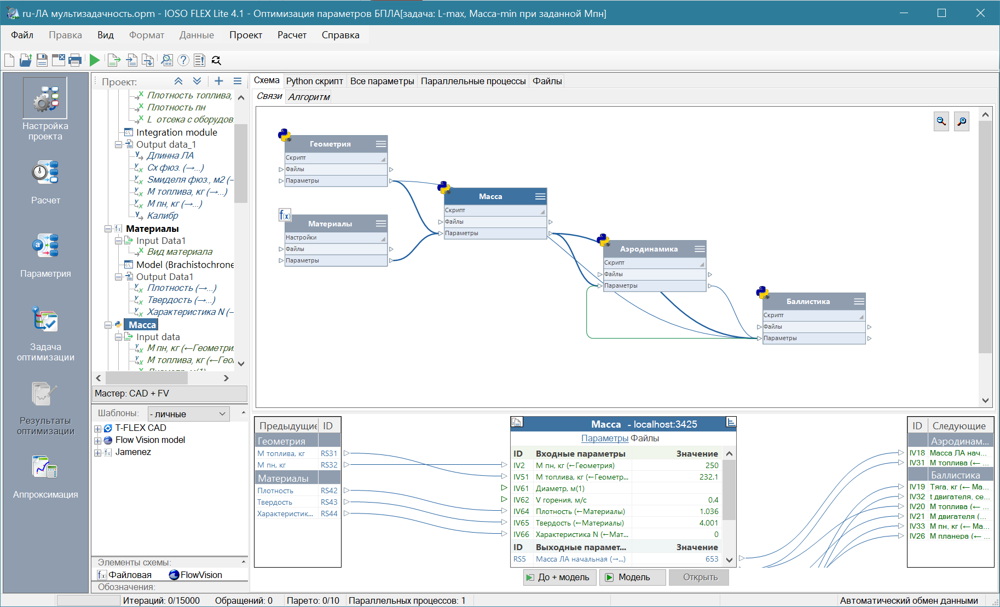 ru-ЛА мультизадачность.opm - IOSO FLEX Lite 4.1 - Оптимизация параметров БПЛА[задача: L-max, Масса-min при заданной Мпн]
Файл Правка Вид Формат Данные Проект Расчет Справка
Настройка
проекта
Расчет
Параметрия
Задача
оптимизации
Результаты
оптимизации
Аппроксимация
Проект:
Плотность топлива,
Плотность пн
L отсека с оборудов.
Integration module
Output data_1
Длинна ЛА
Сх фюз. (→...)
Sмиделя фюз., м2 (
М топлива, кг (→...)
М пн, кг (→...)
Калибр
Материалы
Input Data1
Вид материала
Model (Brachistochrone
Output Data1
Плотность (→...)
Твердость (→...)
Характеристика N (
Масса
Input data
М пн, кг (←Геометрия
М топлива, кг (←Гео
Диаметр, м(1)
Мастер: CAD + FV
Шаблоны: - личные
T-FLEX CAD
Flow Vision model
Jamenez
Элементы схемы:
Файловая FlowVision
Обозначения:
Схема Python скрипт Все параметры Параллельные процессы Файлы
Связи Алгоритм
Геометрия
Скрипт
Файлы
Параметры
f(x)
Материалы
Настройки
Файлы
Параметры
Масса
Скрипт
Файлы
Параметры
Аэродинамика
Скрипт
Файлы
Параметры
Баллистика
Скрипт
Файлы
Параметры
Предыдущие ID
Геометрия
М топлива, кг RS31
М пн, кг RS32
Материалы
Плотность RS42
Твердость RS43
Характеристик... RS44
Масса - localhost:3425
Параметры Файлы
ID Входные параметры Значение
IV2 М пн, кг (←Геометрия) 250
IV51 М топлива, кг (←Геометр... 232.1
IV61 Диаметр, м(1)
IV62 V горения, м/с 0.4
IV64 Плотность (←Материалы) 1.036
IV65 Твердость (←Материалы) 4.001
IV66 Характеристика N (←Мат... 0
ID Выходные парамет... Значение
RS5 Масса ЛА начальная (→...) 653
До + модель Модель Открыть
ID Следующие
Аэродинам...
IV18 Масса ЛА нач...
IV31 М топлива (← ...
Баллистика
IV19 Тяга, кг (← Ма...
IV32 t двигателя, се...
IV20 М топлива (← ...
IV21 М двигателя (...
IV33 М пн, кг (← Ма...
IV26 М планера (← ...
Итераций: 0/15000 Обращений: 0 Парето: 0/10 Параллельных процессов: 1 Автоматический обмен данными